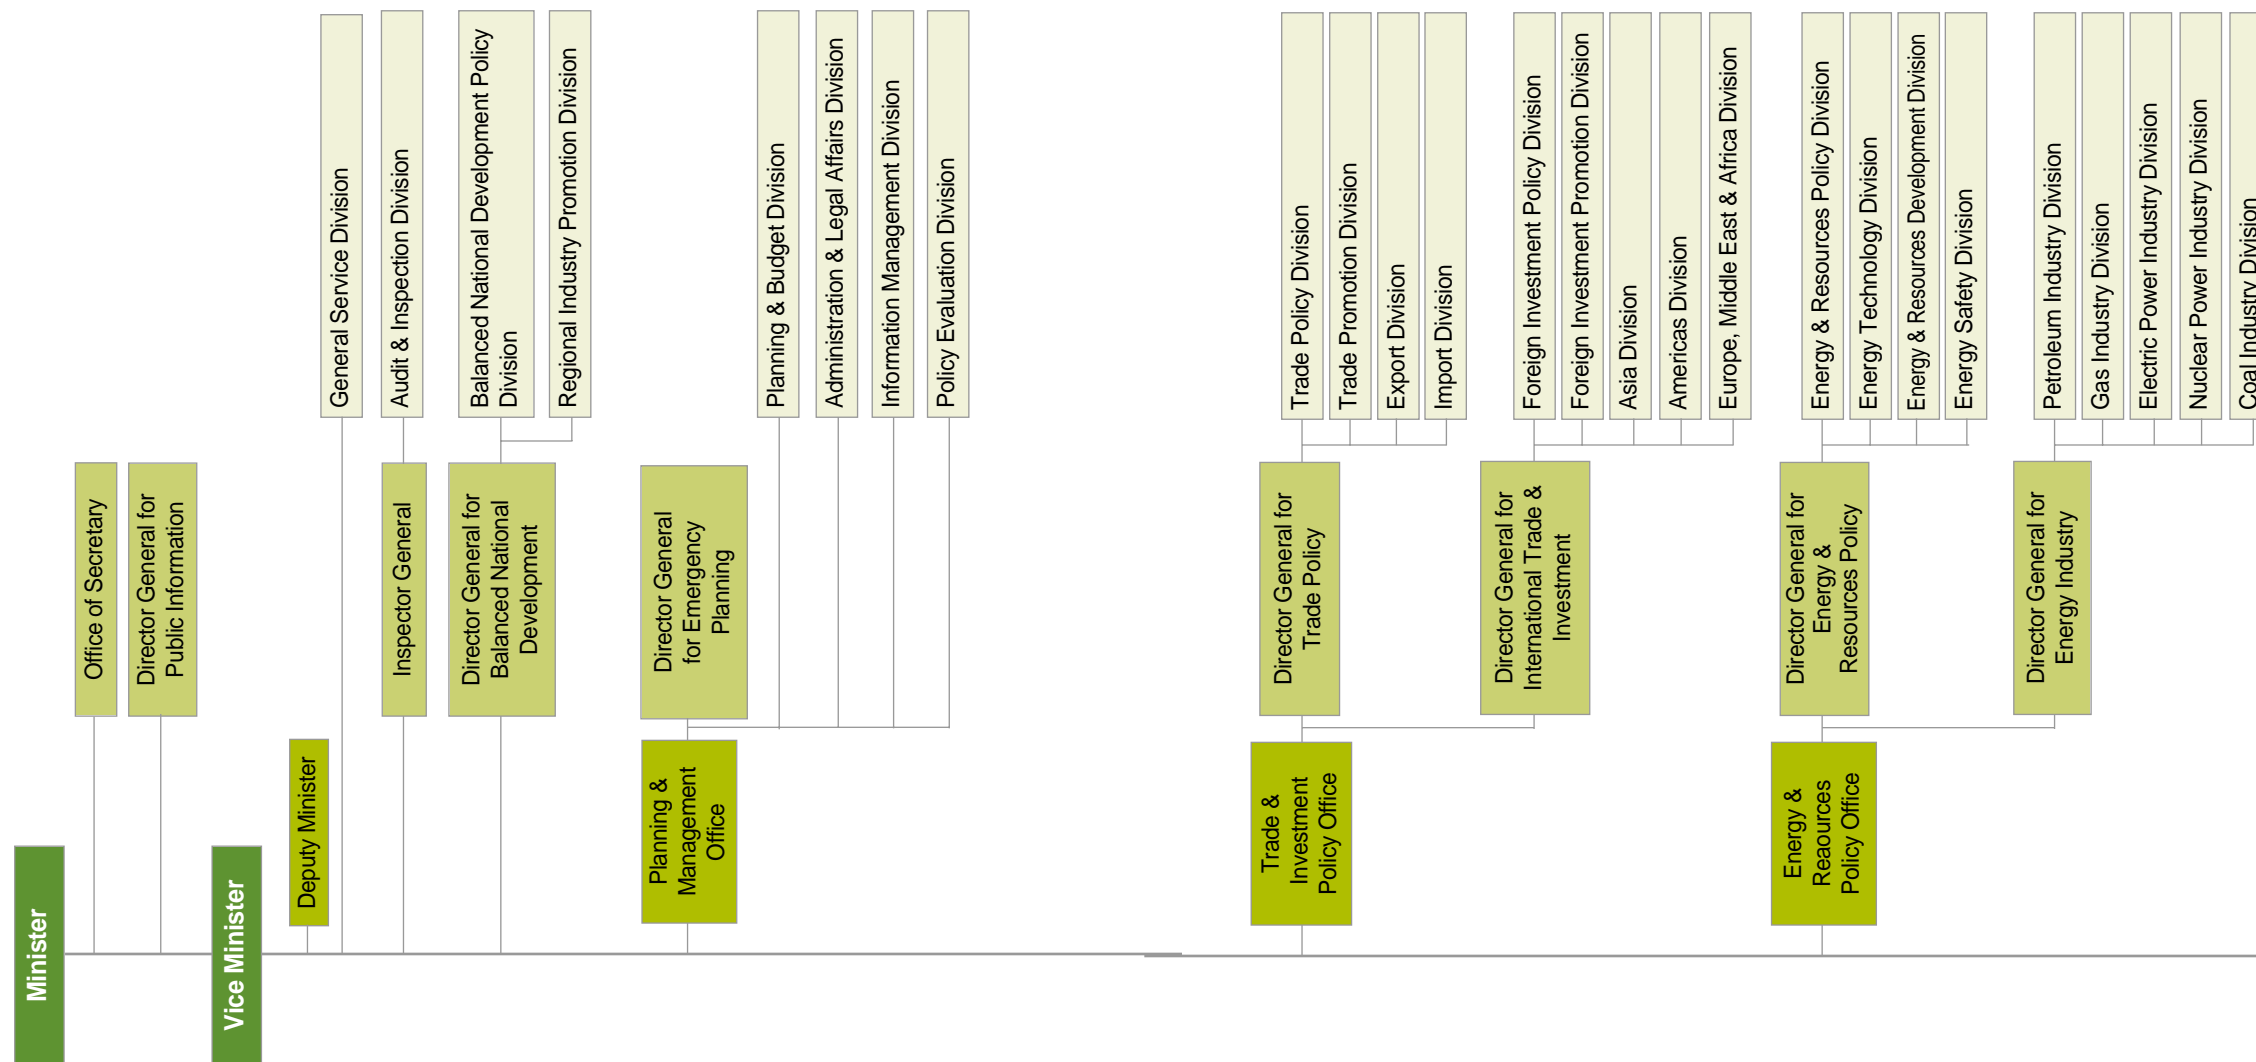 Minister
Office of Secretary
Director General for
Public Information
Vice Minister
Deputy Minister
General Service Division
Inspector General
Audit & Inspection Division
Director General for
Balanced National
Development
Balanced National Development Policy
Division
Regional Industry Promotion Division
Planning &
Management
Office
Director General
for Emergency
Planning
Planning & Budget Division
Administration & Legal Affairs Division
Information Management Division
Policy Evaluation Division
Trade &
Investment
Policy Office
Director General for
Trade Policy
Trade Policy Division
Trade Promotion Division
Export Division
Import Division
Director General for
International Trade &
Investment
Foreign Investment Policy Division
Foreign Investment Promotion Division
Asia Division
Americas Division
Europe, Middle East & Africa Division
Energy &
Reaources
Policy Office
Director General for
Energy &
Resources Policy
Energy & Resources Policy Division
Energy Technology Division
Energy & Resources Development Division
Energy Safety Division
Director General for
Energy Industry
Petroleum Industry Division
Gas Industry Division
Electric Power Industry Division
Nuclear Power Industry Division
Coal Industry Division